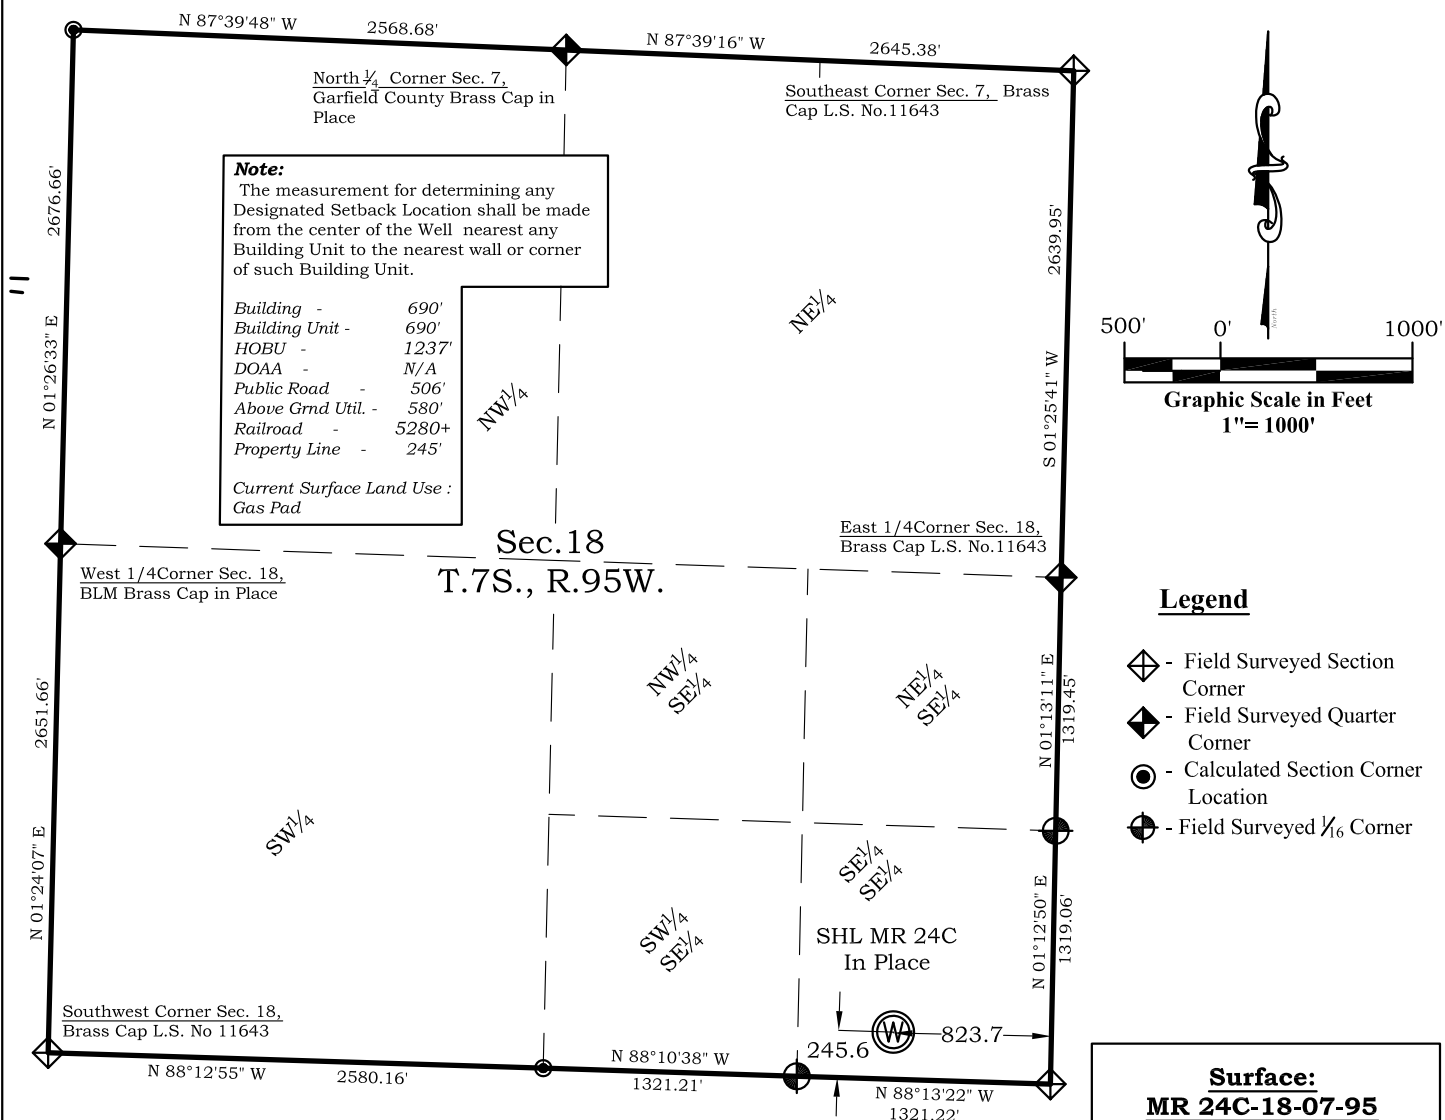 N 87°39'48" W 2568.68'
N 87°39'16" W 2645.38'
North 1/4 Corner Sec. 7,
Garfield County Brass Cap in
Place
Southeast Corner Sec. 7, Brass
Cap L.S. No.11643
2676.66'
N 01°26'33" E
Note:
The measurement for determining any
Designated Setback Location shall be made
from the center of the Well nearest any
Building Unit to the nearest wall or corner
of such Building Unit.
Building - 690'
Building Unit - 690'
HOBU - 1237'
DOAA - N/A
Public Road - 506'
Above Grnd Util. - 580'
Railroad - 5280+
Property Line - 245'
Current Surface Land Use :
Gas Pad
NW1/4
NE1/4
2639.95'
S 01°25'41" W
North
500' 0' 1000'
Graphic Scale in Feet
1"= 1000'
East 1/4Corner Sec. 18,
Brass Cap L.S. No.11643
Sec.18
T.7S., R.95W.
West 1/4Corner Sec. 18,
BLM Brass Cap in Place
Legend
- Field Surveyed Section
Corner
- Field Surveyed Quarter
Corner
- Calculated Section Corner
Location
- Field Surveyed 1/16 Corner
2651.66'
N 01°24'07" E
NW1/4
SE1/4
NE1/4
SE1/4
N 01°13'11" E
1319.45'
SW1/4
SE1/4
SE1/4
SW1/4
SE1/4
SHL MR 24C
In Place
N 01°12'50" E
1319.06'
W
823.7
245.6
Southwest Corner Sec. 18,
Brass Cap L.S. No 11643
N 88°12'55" W 2580.16'
N 88°10'38" W
1321.21'
N 88°13'22" W
1321.22'
Surface:
MR 24C-18-07-95